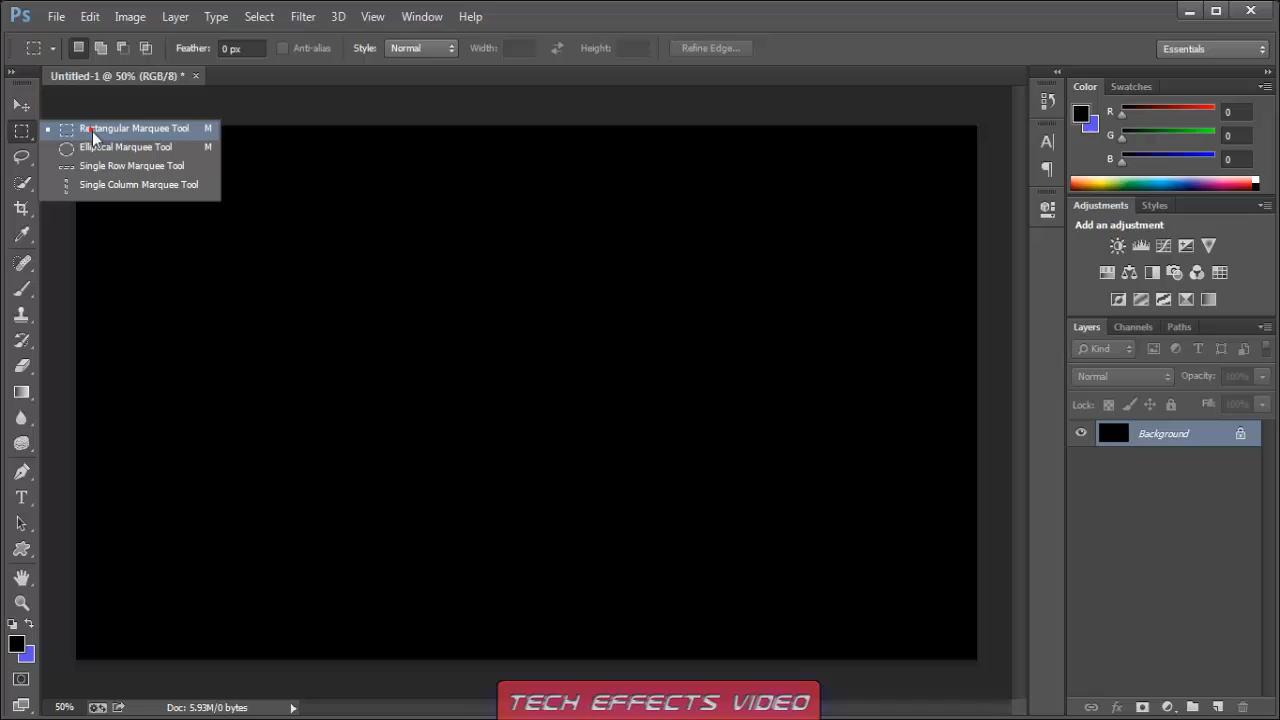 Ps File Edit Image Layer Type Select Filter 3D View Window Help
Feather: 0 px Anti-alias Style: Normal Width: Height: Refine Edge... Essentials
Untitled-1 @ 50% (RGB/8) * ×
Color Swatches
R 0
G 0
B 0
Rectangular Marquee Tool M
Elliptical Marquee Tool M
Single Row Marquee Tool
Single Column Marquee Tool
Adjustments Styles
Add an adjustment
Layers Channels Paths
Kind
Normal Opacity: 100%
Lock: Fill: 100%
Background
50% Doc: 5.93M/0 bytes
TECH EFFECTS VIDEO